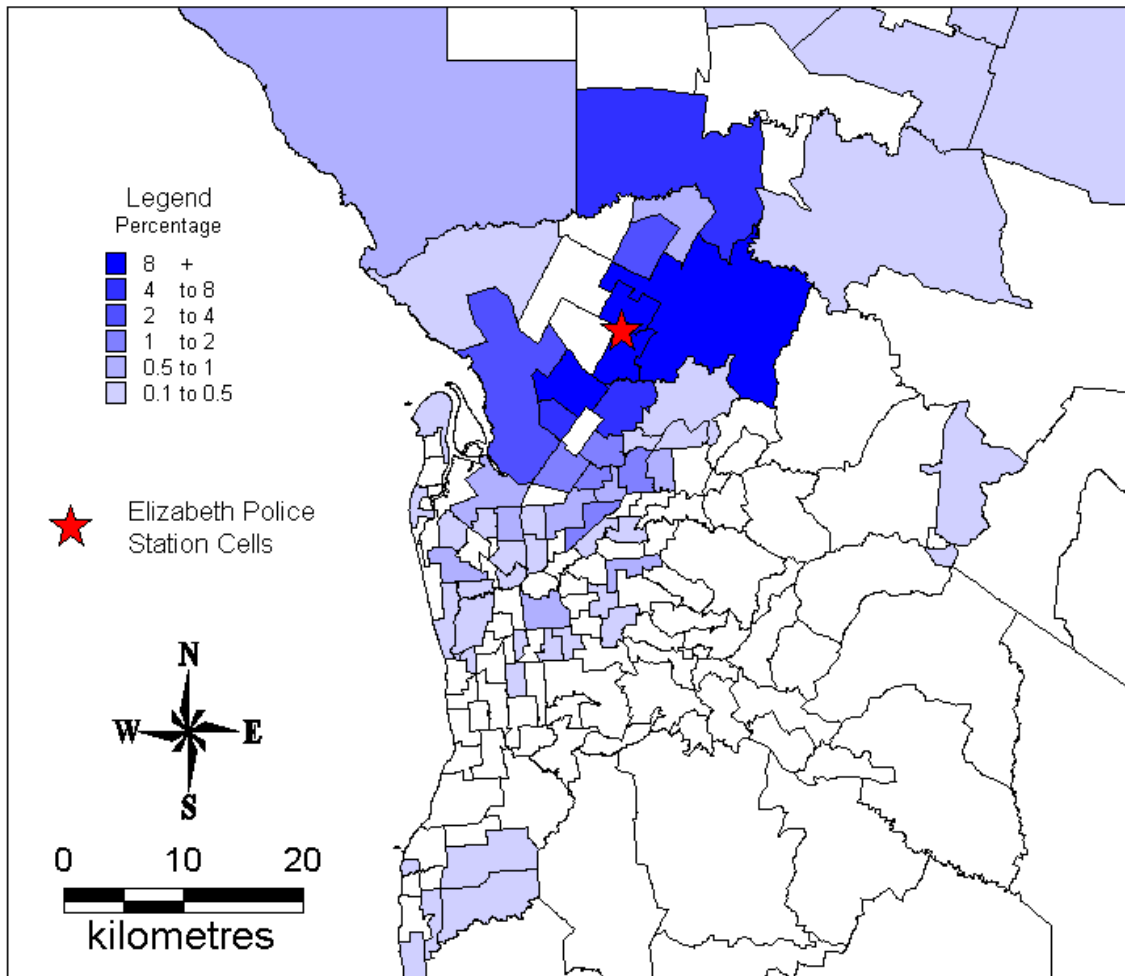 Legend
Percentage
8 +
4 to 8
2 to 4
1 to 2
0.5 to 1
0.1 to 0.5
Elizabeth Police
Station Cells
N
W E
S
0 10 20
kilometres